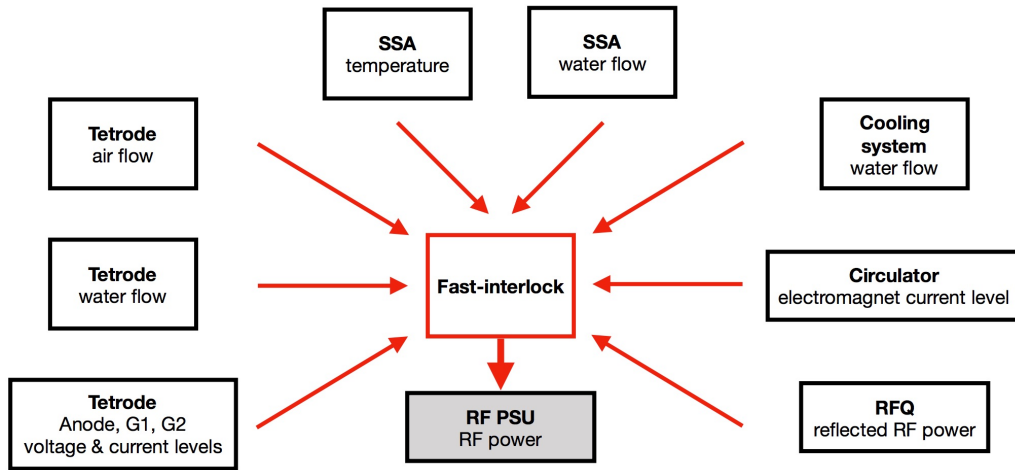 SSA
temperature
SSA
water flow
Tetrode
air flow
Cooling
system
water flow
Tetrode
water flow
Fast-interlock
Circulator
electromagnet current level
Tetrode
Anode, G1, G2
voltage & current levels
RF PSU
RF power
RFQ
reflected RF power